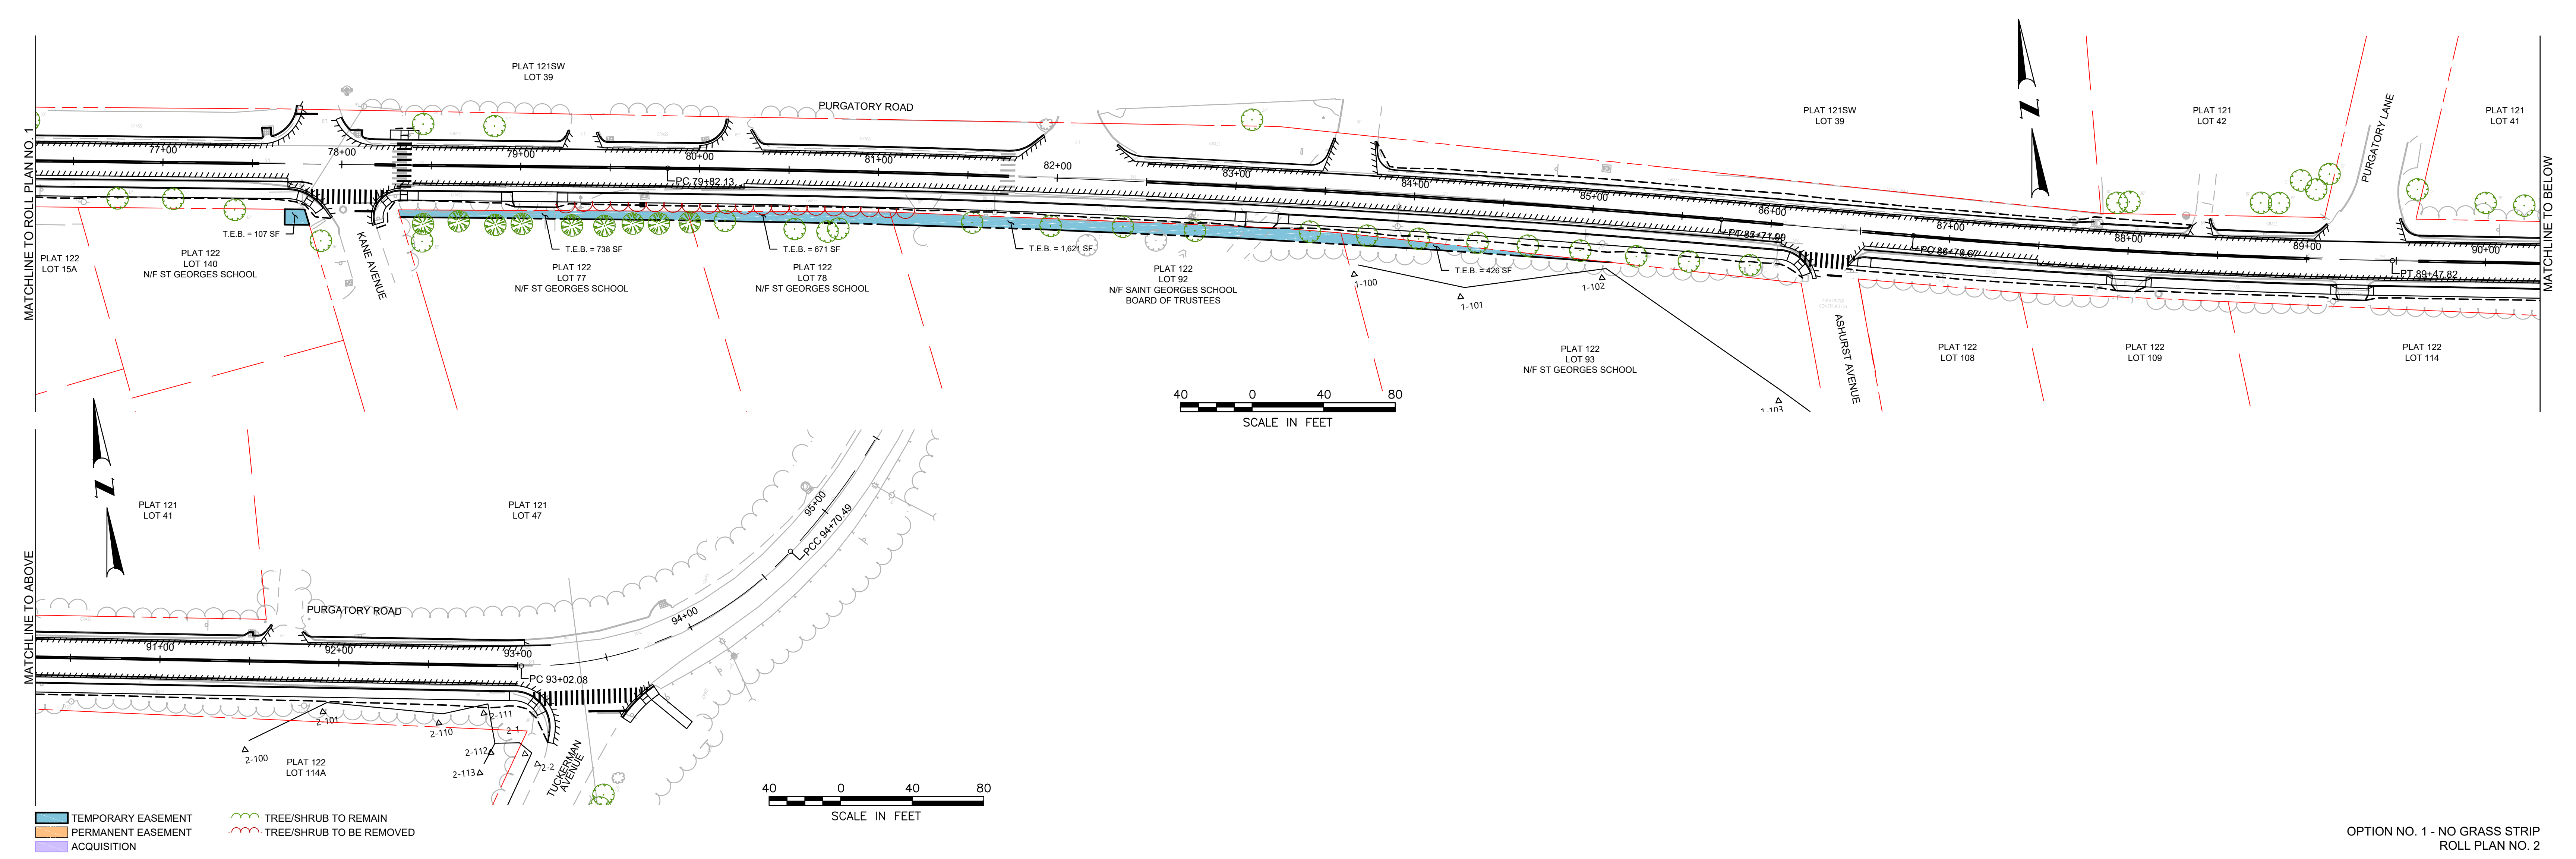 MATCHLINE TO ROLL PLAN NO. 1
PLAT 121SW
LOT 39
PURGATORY ROAD
PLAT 121SW
LOT 39
PLAT 121
LOT 42
PURGATORY LANE
PLAT 121
LOT 41
MATCHLINE TO BELOW
77+00
78+00
79+00
80+00
81+00
82+00
83+00
84+00
85+00
86+00
87+00
88+00
89+00
90+00
PC 79+82.13
PT 89+47.82
T.E.B. = 107 SF
T.E.B. = 738 SF
T.E.B. = 671 SF
T.E.B. = 1,621 SF
T.E.B. = 426 SF
PLAT 122
LOT 15A
PLAT 122
LOT 140
N/F ST GEORGES SCHOOL
KANE AVENUE
PLAT 122
LOT 77
N/F ST GEORGES SCHOOL
PLAT 122
LOT 78
N/F ST GEORGES SCHOOL
PLAT 122
LOT 92
N/F SAINT GEORGES SCHOOL
BOARD OF TRUSTEES
1-100
1-101
1-102
1-103
PLAT 122
LOT 93
N/F ST GEORGES SCHOOL
ASHURST AVENUE
PLAT 122
LOT 108
PLAT 122
LOT 109
PLAT 122
LOT 114
N
N
40 0 40 80
SCALE IN FEET
MATCHLINE TO ABOVE
N
PLAT 121
LOT 41
PLAT 121
LOT 47
PURGATORY ROAD
91+00
92+00
93+00
94+00
95+00
PC 93+02.08
PCC 94+70.49
2-100
2-101
2-110
2-111
2-112
2-113
2-1
2-2
TUCKERMAN
AVENUE
PLAT 122
LOT 114A
40 0 40 80
SCALE IN FEET
TEMPORARY EASEMENT
PERMANENT EASEMENT
ACQUISITION
TREE/SHRUB TO REMAIN
TREE/SHRUB TO BE REMOVED
OPTION NO. 1 - NO GRASS STRIP
ROLL PLAN NO. 2